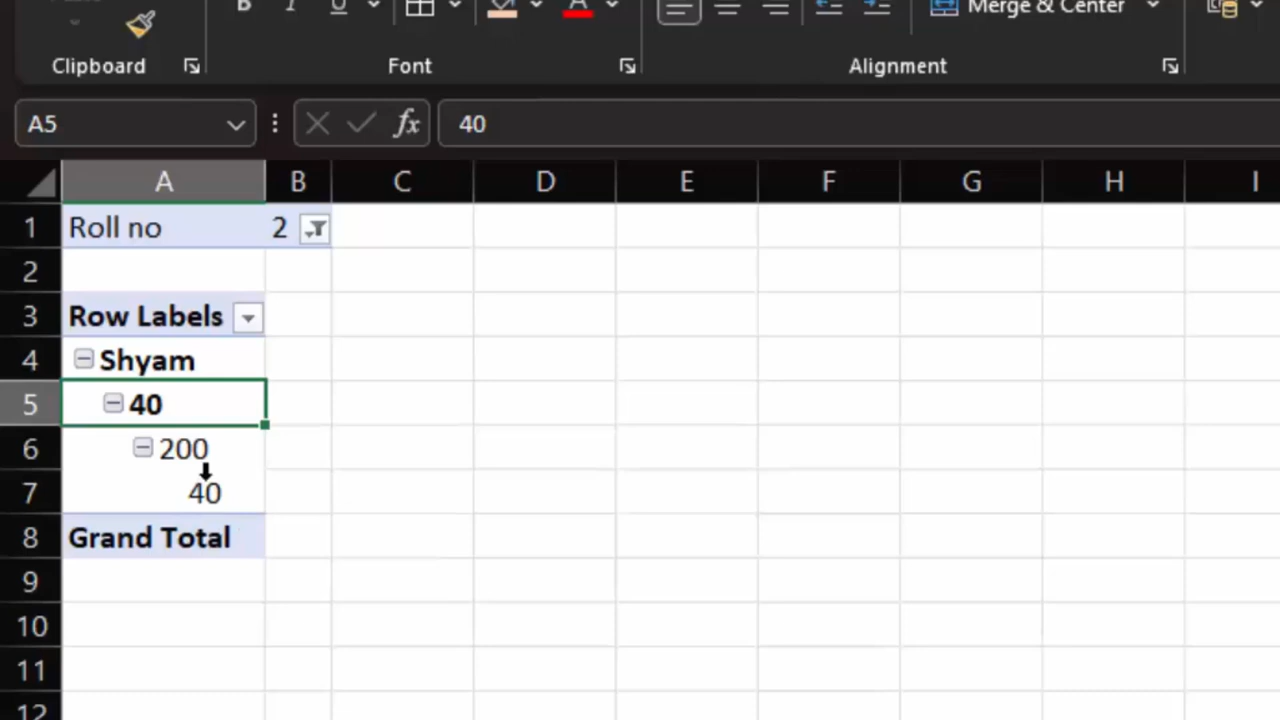 B I U Merge & Center
Clipboard Font Alignment
A5 fx 40
A B C D E F G H I
1 Roll no 2
2
3 Row Labels
4 Shyam
5 40
6 200
7 40
8 Grand Total
9
10
11
12